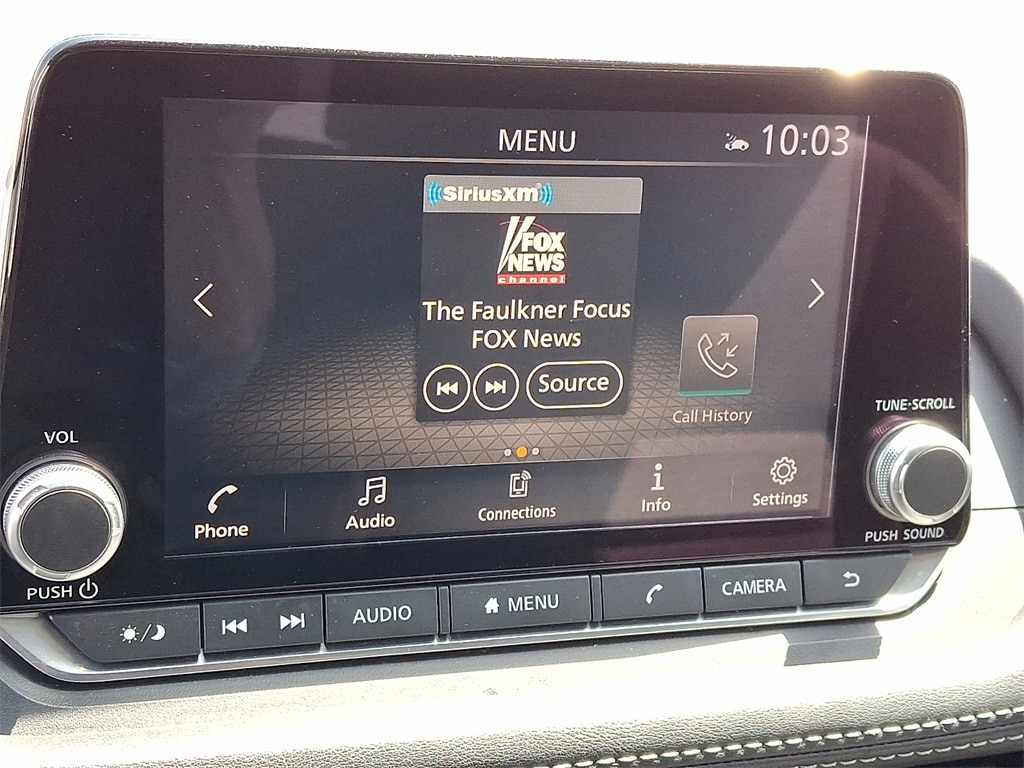 MENU
10:03
SiriusXm
FOX
NEWS
channel
The Faulkner Focus
FOX News
Source
Call History
Phone
Audio
Connections
Info
Settings
VOL
PUSH
TUNE·SCROLL
PUSH SOUND
AUDIO
MENU
CAMERA